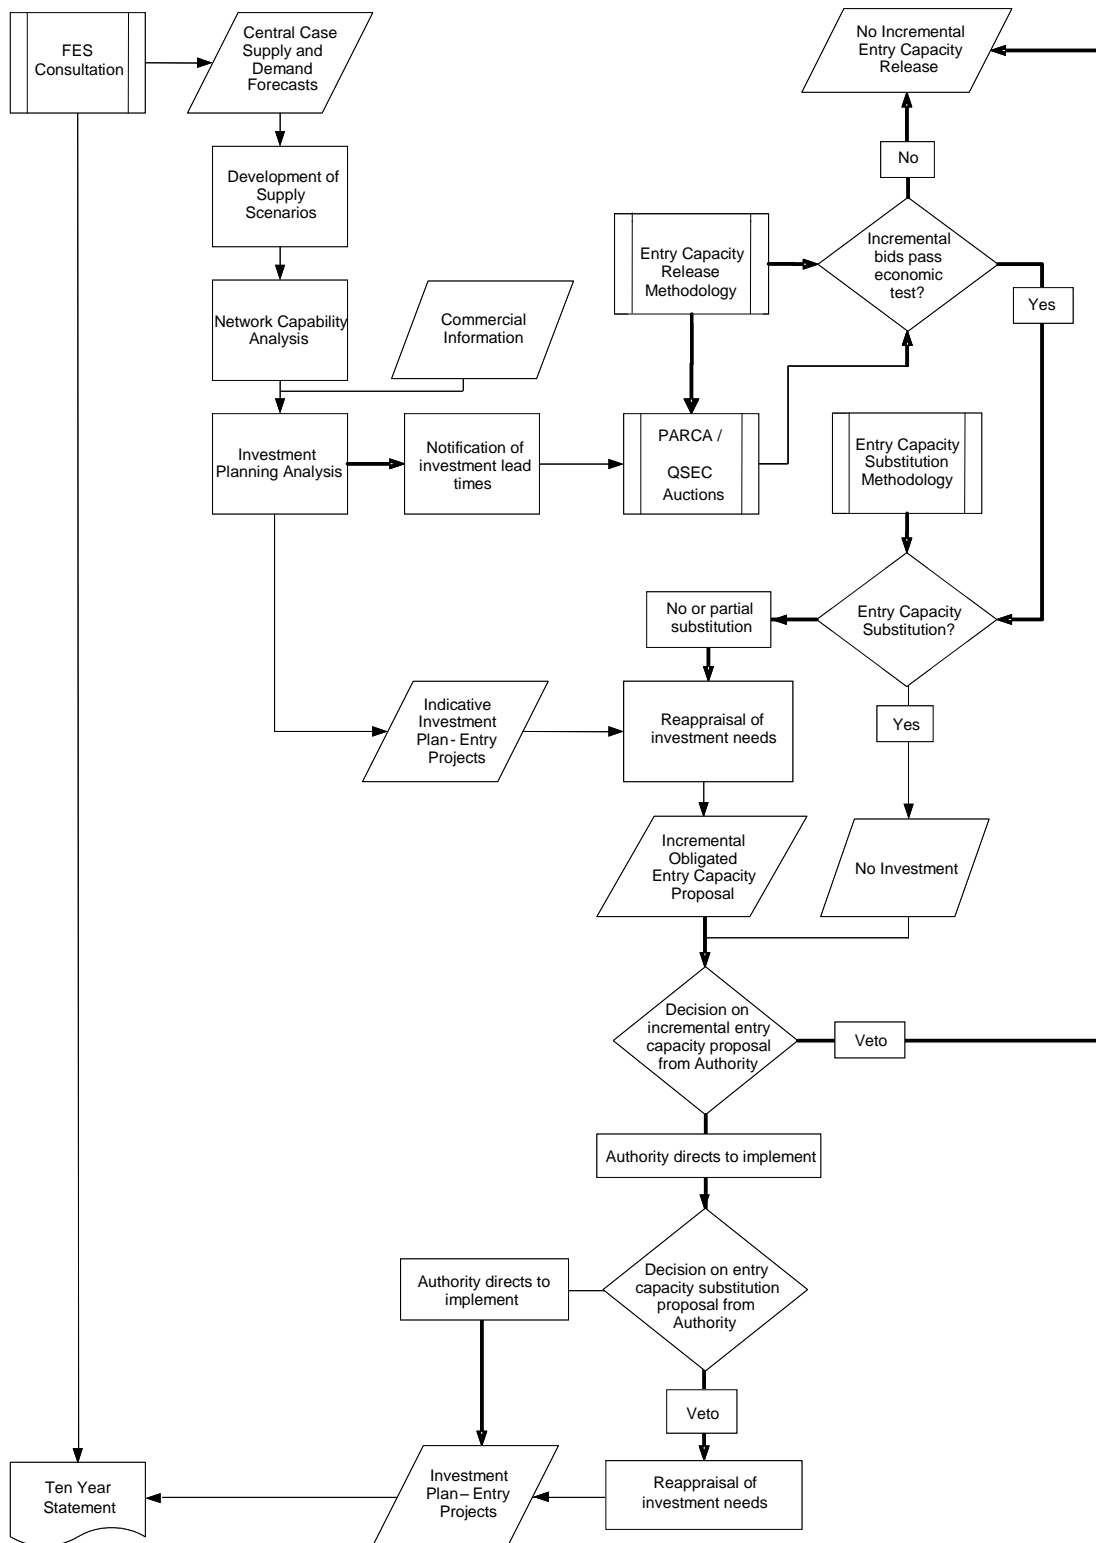 FES
Consultation
Central Case
Supply and
Demand
Forecasts
No Incremental
Entry Capacity
Release
No
Development of
Supply
Scenarios
Incremental
bids pass
economic
test?
Entry Capacity
Release
Methodology
Yes
Network Capability
Analysis
Commercial
Information
Investment
Planning Analysis
Notification of
investment lead
times
PARCA /
QSEC
Auctions
Entry Capacity
Substitution
Methodology
No or partial
substitution
Entry Capacity
Substitution?
Indicative
Investment
Plan- Entry
Projects
Reappraisal of
investment needs
Yes
Incremental
Obligated
Entry Capacity
Proposal
No Investment
Decision on
incremental entry
capacity proposal
from Authority
Veto
Authority directs to implement
Authority directs to
implement
Decision on entry
capacity substitution
proposal from
Authority
Veto
Ten Year
Statement
Investment
Plan– Entry
Projects
Reappraisal of
investment needs